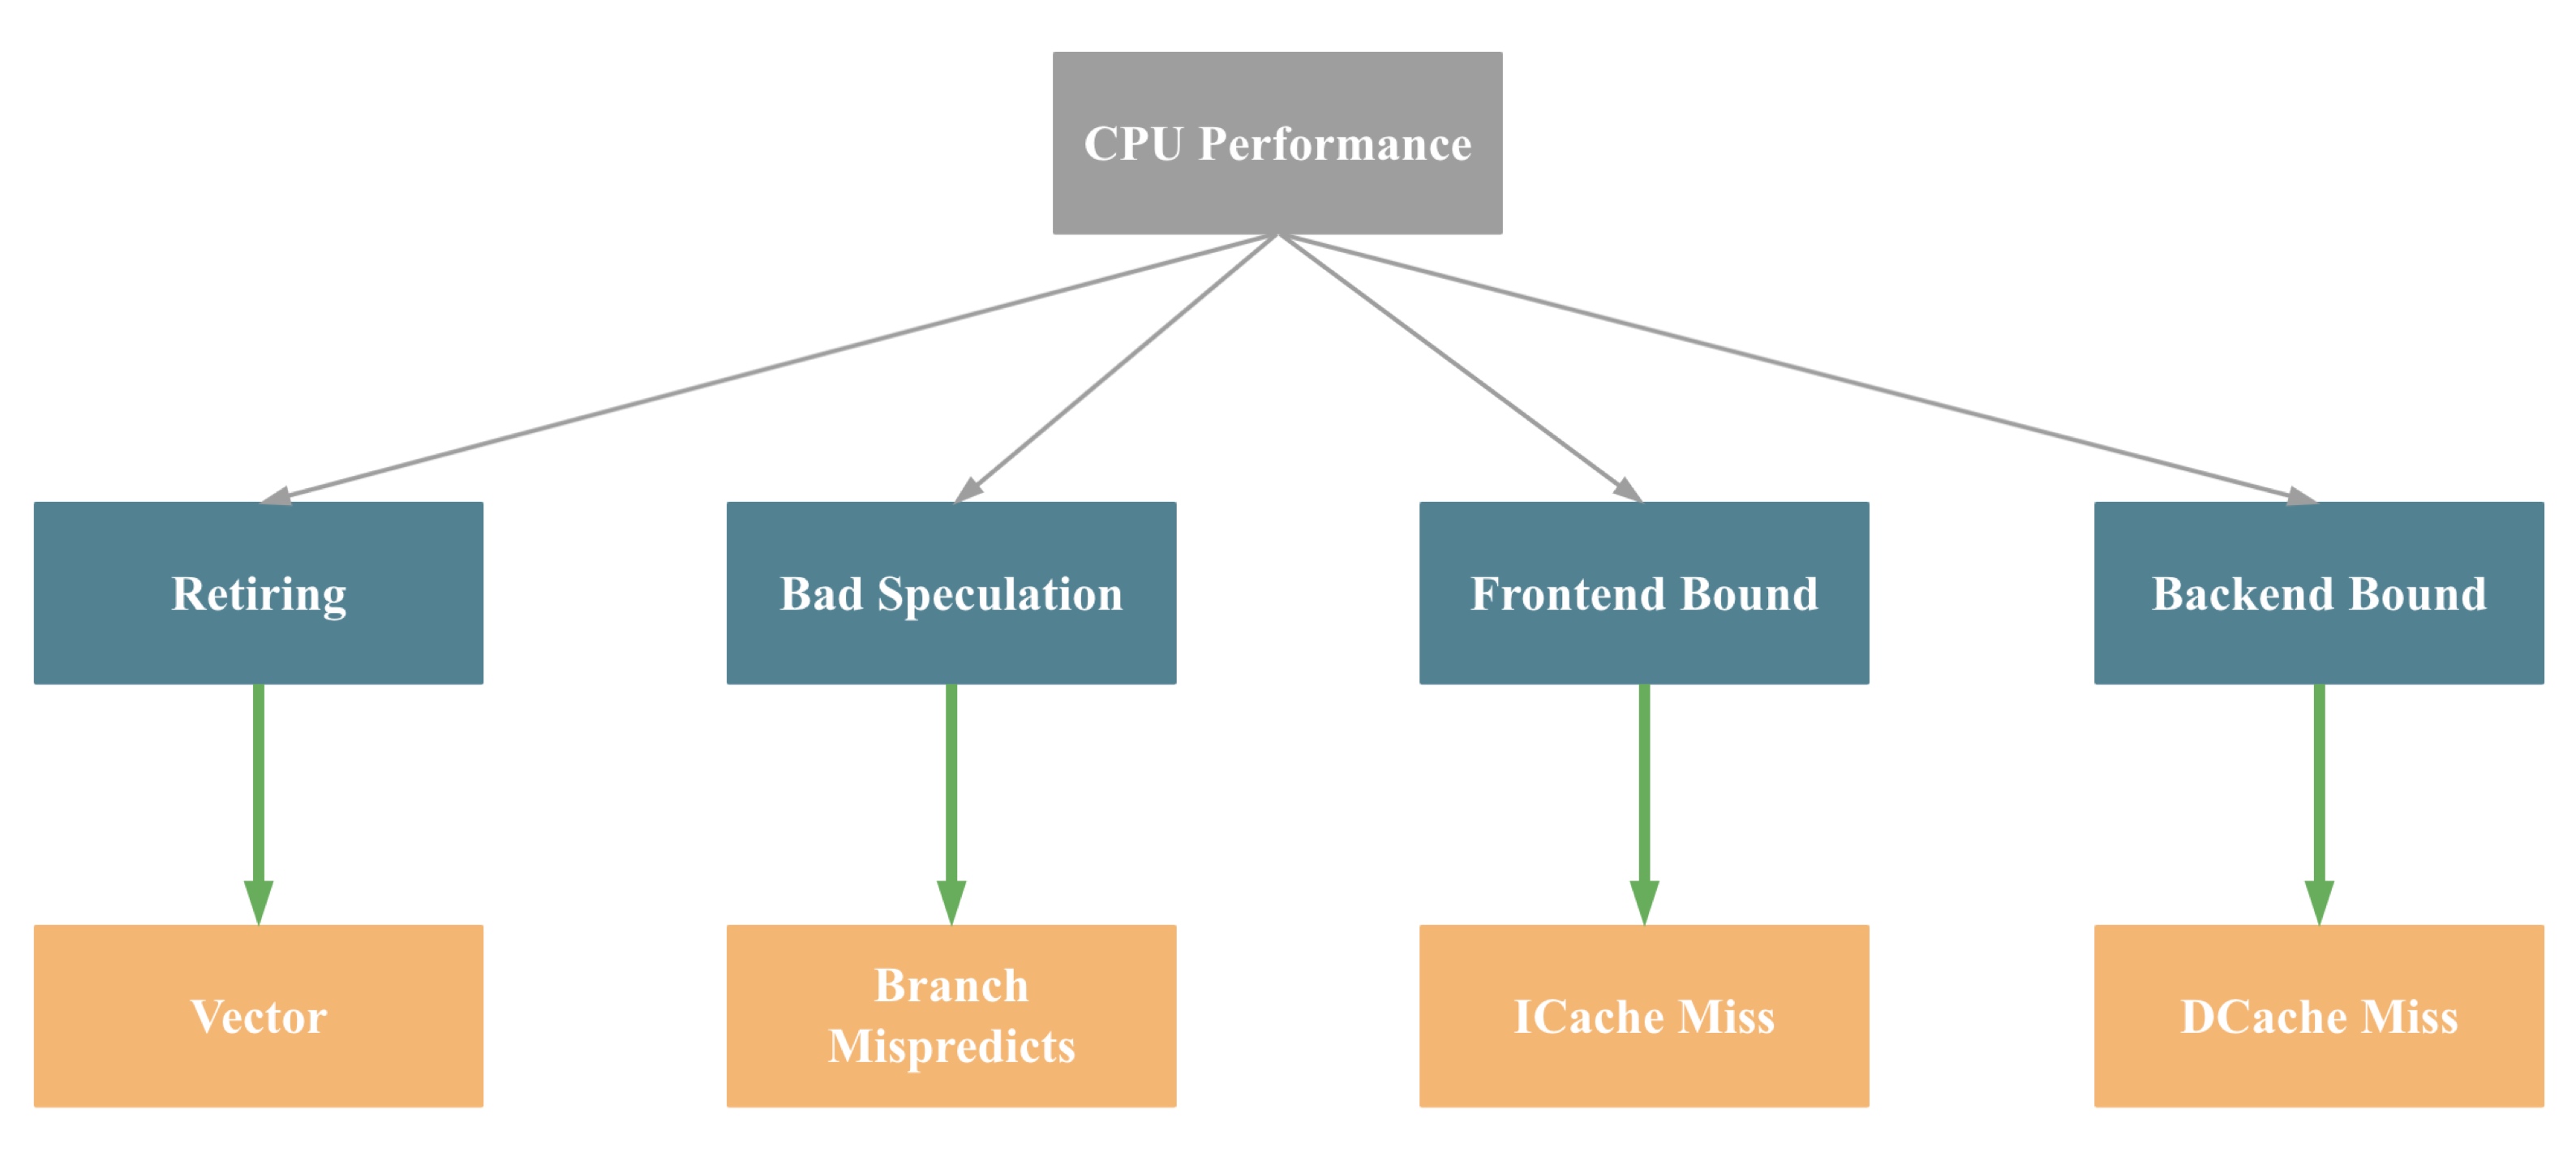 CPU Performance
Retiring
Bad Speculation
Frontend Bound
Backend Bound
Vector
Branch
Mispredicts
ICache Miss
DCache Miss